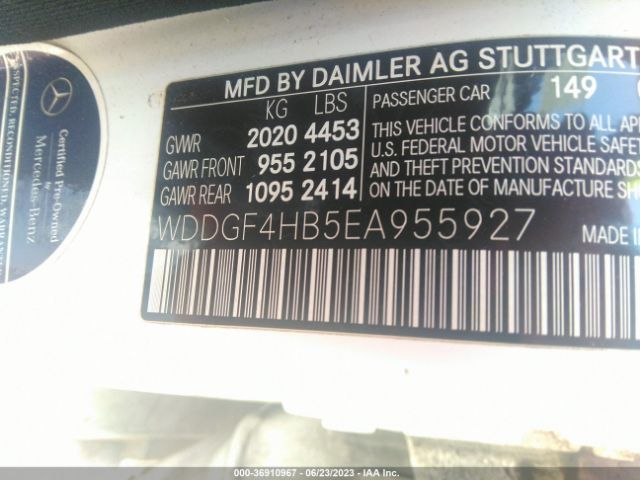 MFD BY DAIMLER AG STUTTGART
KG LBS
GVWR 2020 4453
GAWR FRONT 955 2105
GAWR REAR 1095 2414
PASSENGER CAR 149
THIS VEHICLE CONFORMS TO ALL
U.S. FEDERAL MOTOR VEHICLE SAFET
AND THEFT PREVENTION STANDARDS
ON THE DATE OF MANUFACTURE
WDDGF4HB5EA955927
MADE
Certified Pre-Owned
by
Mercedes-Benz
RECONDITIONED
000-36910967 - 06/23/2023 - IAA Inc.